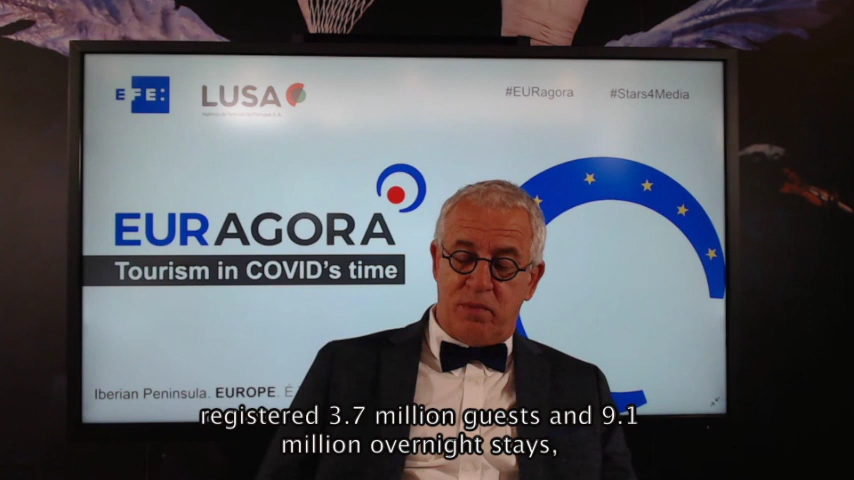 EFE:
LUSA
#EURagora
#Stars4Media
EURAGORA
Tourism in COVID's time
Iberian Peninsula. EUROPE.
registered 3.7 million guests and 9.1
million overnight stays,